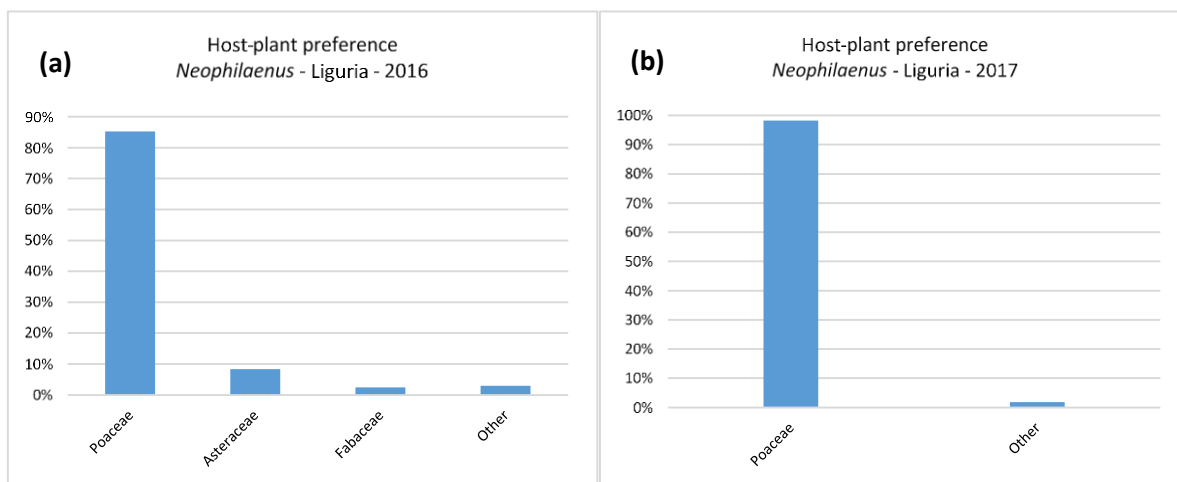 (a)
Host-plant preference
Neophilaenus - Liguria - 2016
90%
80%
70%
60%
50%
40%
30%
20%
10%
0%
Poaceae
Asteraceae
Fabaceae
Other
(b)
Host-plant preference
Neophilaenus - Liguria - 2017
100%
90%
80%
70%
60%
50%
40%
30%
20%
10%
0%
Poaceae
Other